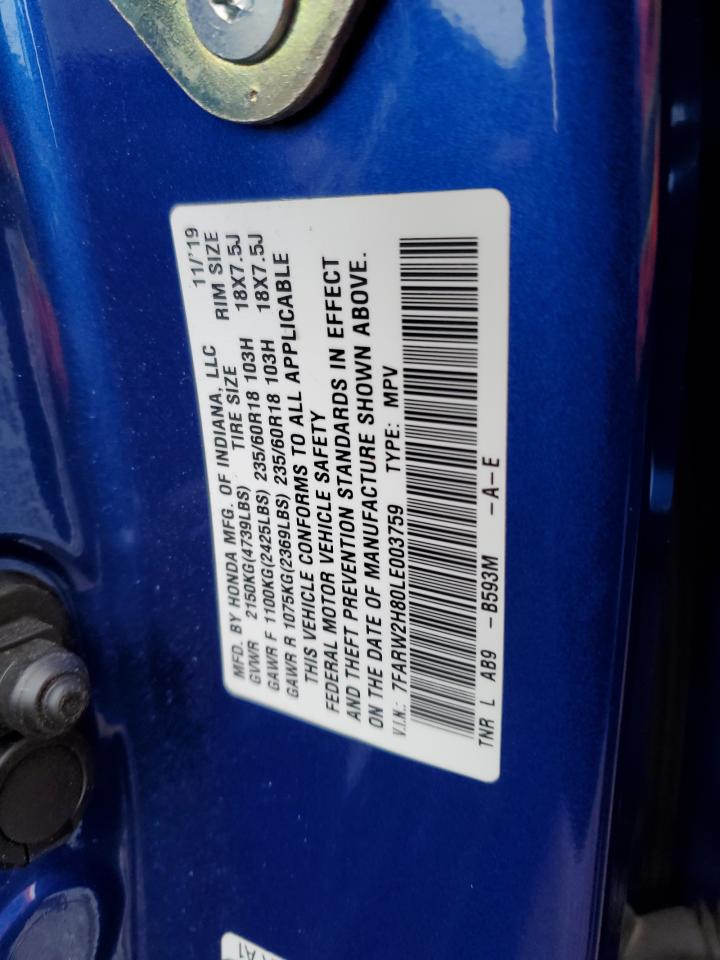 MFD. BY HONDA MFG. OF INDIANA, LLC 11/'19
GVWR 2150KG(4739LBS) TIRE SIZE RIM SIZE
GAWR F 1100KG(2425LBS) 235/60R18 103H 18X7.5J
GAWR R 1075KG(2369LBS) 235/60R18 103H 18X7.5J
THIS VEHICLE CONFORMS TO ALL APPLICABLE
FEDERAL MOTOR VEHICLE SAFETY
AND THEFT PREVENTION STANDARDS IN EFFECT
ON THE DATE OF MANUFACTURE SHOWN ABOVE.
V.I.N.: 7FARW2H80LE003759 TYPE: MPV
TNR L AB9 -B593M -A-E
A1